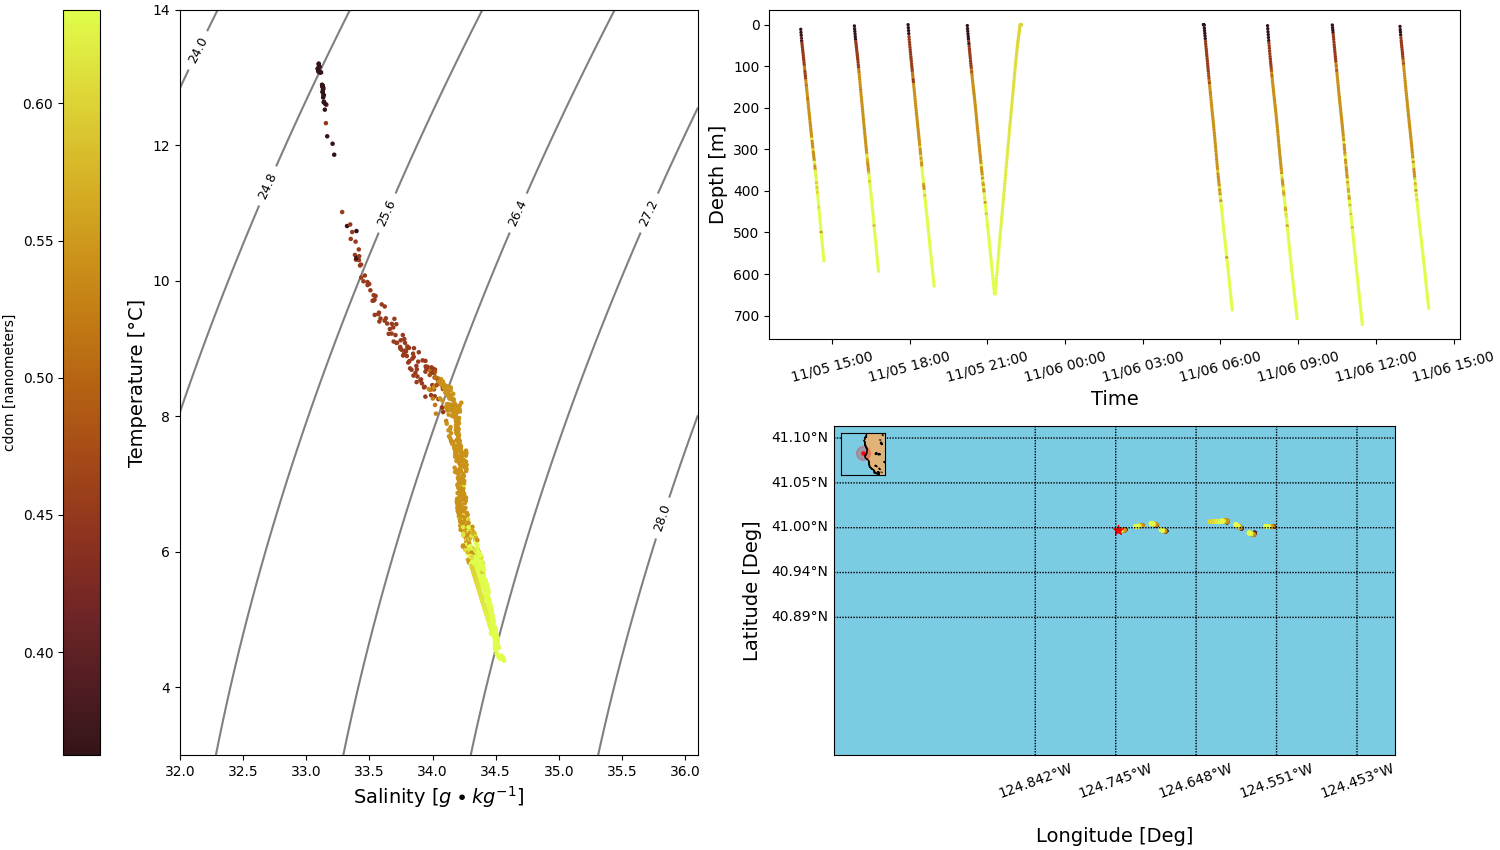 cdom [nanometers]
0.60
0.55
0.50
0.45
0.40
Temperature [°C]
14
12
10
8
6
4
24.0
24.8
25.6
26.4
27.2
28.0
32.0 32.5 33.0 33.5 34.0 34.5 35.0 35.5 36.0
Salinity [g • kg⁻¹]
Depth [m]
0
100
200
300
400
500
600
700
11/05 15:00 11/05 18:00 11/05 21:00 11/06 00:00 11/06 03:00 11/06 06:00 11/06 09:00 11/06 12:00 11/06 15:00
Time
Latitude [Deg]
41.10°N
41.05°N
41.00°N
40.94°N
40.89°N
124.842°W 124.745°W 124.648°W 124.551°W 124.453°W
Longitude [Deg]